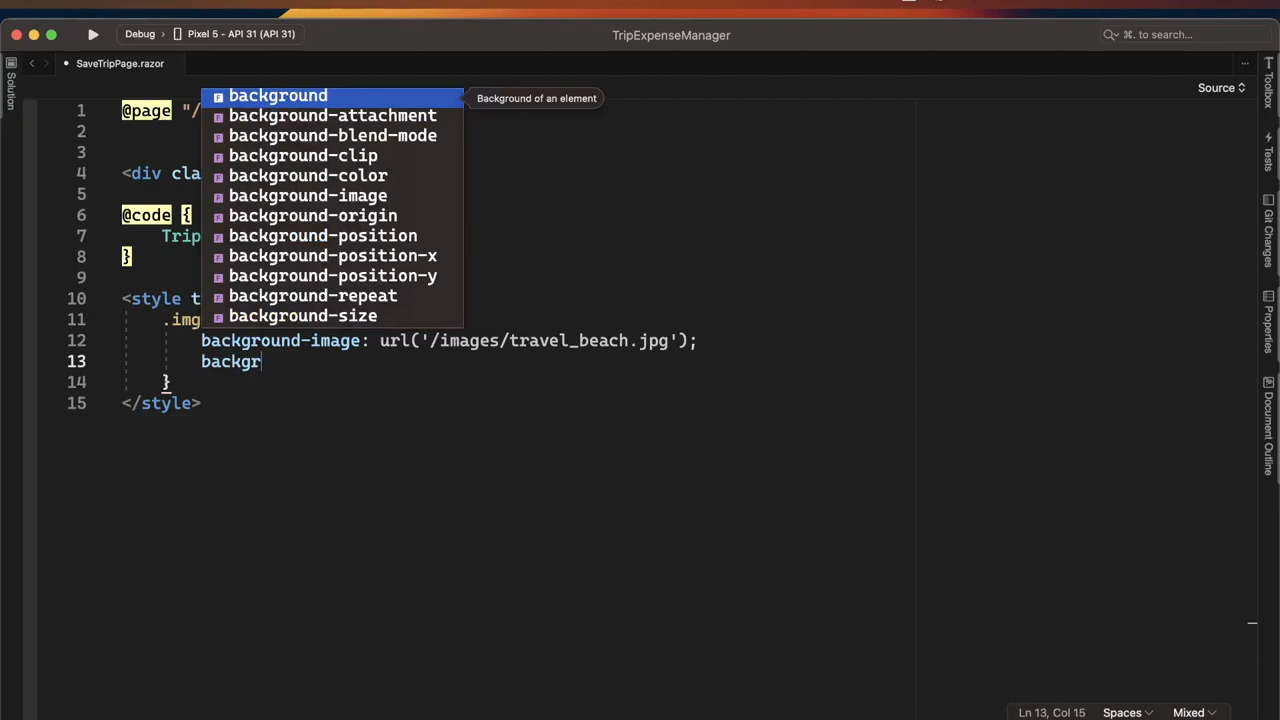 Debug › Pixel 5 - API 31 (API 31)
TripExpenseManager
⌘. to search...
SaveTripPage.razor
Solution
Source
1 @page "/
2
3
4 <div cla
5
6 @code {
7 Trip
8 }
9
10 <style t
11 .img
12 background-image: url('/images/travel_beach.jpg');
13 backgr
14 }
15 </style>
background
background-attachment
background-blend-mode
background-clip
background-color
background-image
background-origin
background-position
background-position-x
background-position-y
background-repeat
background-size
Background of an element
Toolbox
Tests
Git Changes
Properties
Document Outline
Ln 13, Col 15 Spaces Mixed